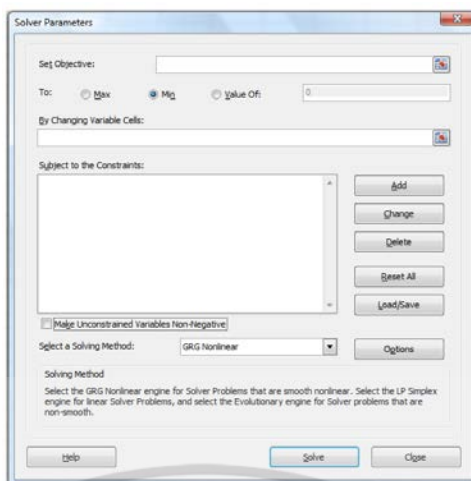 Solver Parameters
Set Objective:
To: Max Min Value Of: 0
By Changing Variable Cells:
Subject to the Constraints:
Add
Change
Delete
Reset All
Load/Save
Make Unconstrained Variables Non-Negative
Select a Solving Method: GRG Nonlinear Options
Solving Method
Select the GRG Nonlinear engine for Solver Problems that are smooth nonlinear. Select the LP Simplex
engine for linear Solver Problems, and select the Evolutionary engine for Solver problems that are
non-smooth.
Help Solve Close